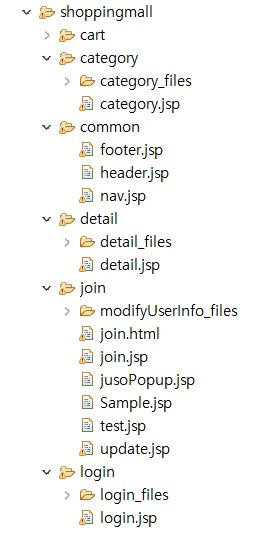 shoppingmall
cart
category
category_files
category.jsp
common
footer.jsp
header.jsp
nav.jsp
detail
detail_files
detail.jsp
join
modifyUserInfo_files
join.html
join.jsp
jusoPopup.jsp
Sample.jsp
test.jsp
update.jsp
login
login_files
login.jsp